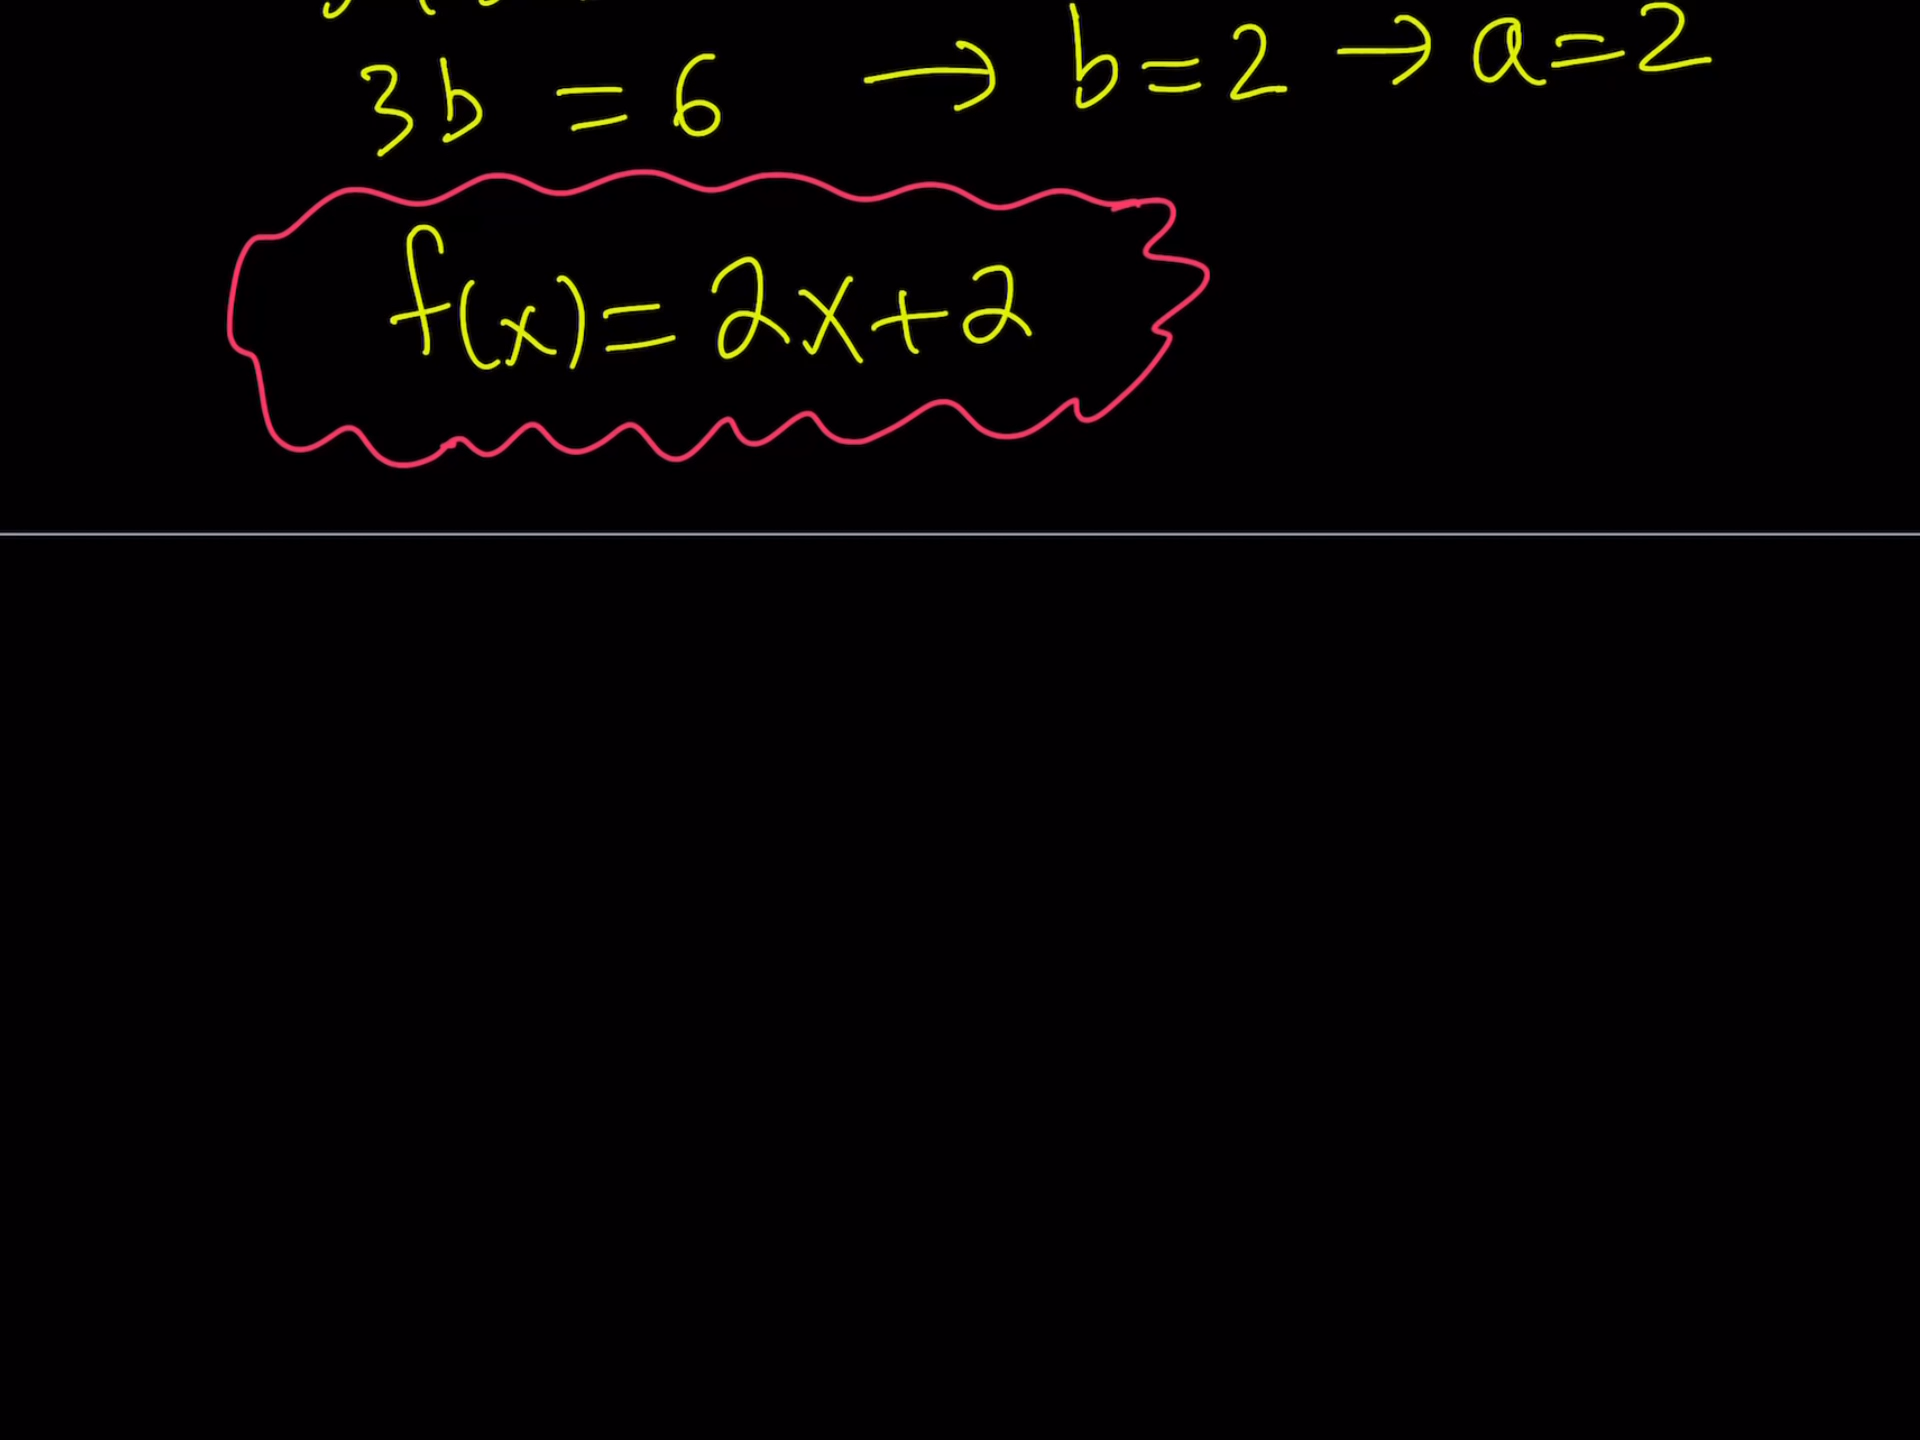 3b = 6 → b=2 → a=2
f(x)=2x+2